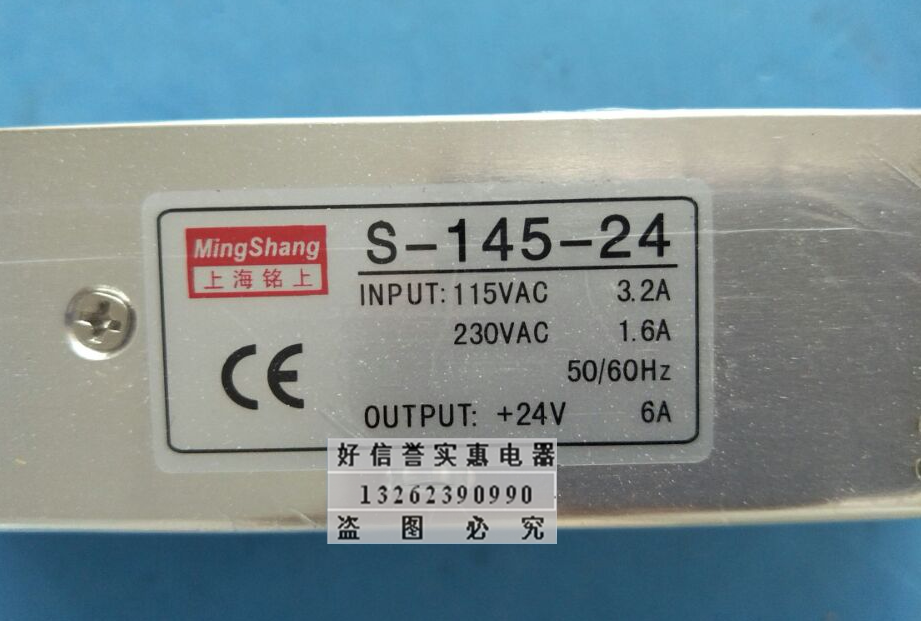 MingShang
上海铭上
S-145-24
INPUT: 115VAC 3.2A
230VAC 1.6A
50/60Hz
CE
OUTPUT: +24V 6A
好信誉实惠电器
13262390990
盗图必究